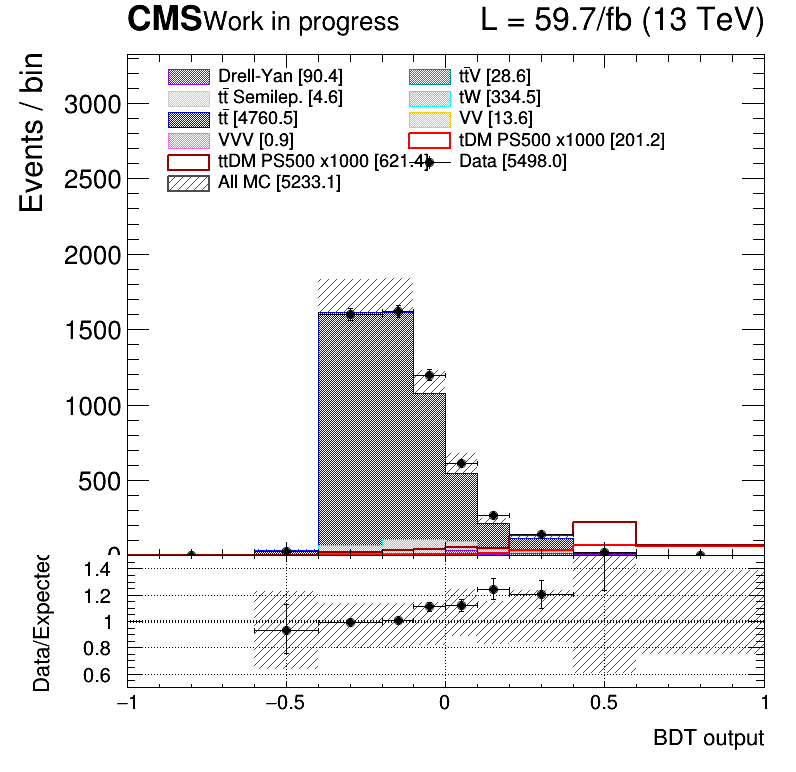 CMS Work in progress L = 59.7/fb (13 TeV)
Events / bin
Drell-Yan [90.4] tt̄V [28.6]
tt̄ Semilep. [4.6] tW [334.5]
tt̄ [4760.5] VV [13.6]
VVV [0.9] tDM PS500 x1000 [201.2]
ttDM PS500 x1000 [621.4] Data [5498.0]
All MC [5233.1]
3000
2500
2000
1500
1000
500
0
Data/Expected
1.4
1.2
1
0.8
0.6
−1 −0.5 0 0.5 1
BDT output